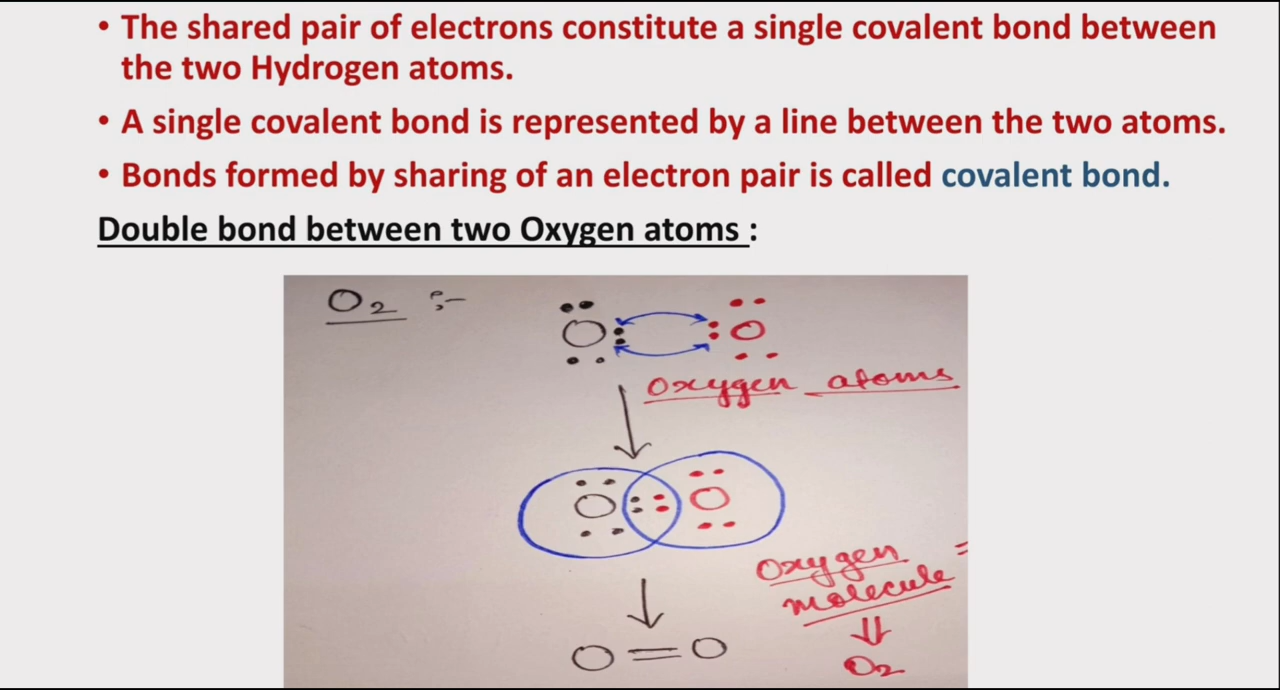 • The shared pair of electrons constitute a single covalent bond between
the two Hydrogen atoms.
• A single covalent bond is represented by a line between the two atoms.
• Bonds formed by sharing of an electron pair is called covalent bond.
Double bond between two Oxygen atoms :
O2 :-
O O
Oxygen atoms
O O
Oxygen =
molecule
⇓
O=O
O2